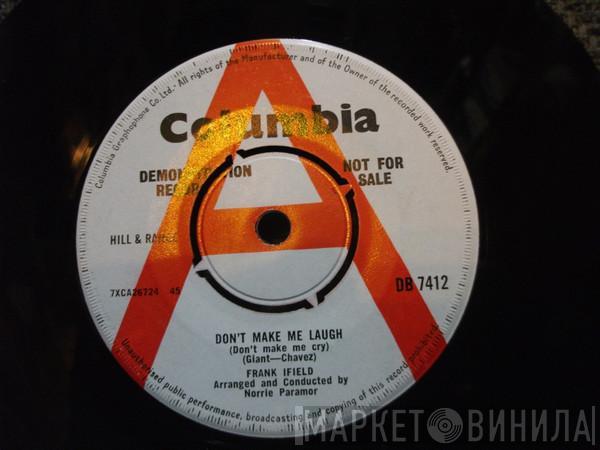 Columbia Graphophone Co. Ltd.- All rights of the Manufacturer and of the Owner of the recorded work reserved.
Columbia
DEMONSTRATION NOT FOR
RECORD SALE
HILL & RANGE
7XCA26724 45
DB 7412
DON'T MAKE ME LAUGH
(Don't make me cry)
(Giant—Chavez)
FRANK IFIELD
Arranged and Conducted by
Norrie Paramor
Unauthorised public performance, broadcasting and copying of this record prohibited.
МАРКЕТ ВИНИЛА